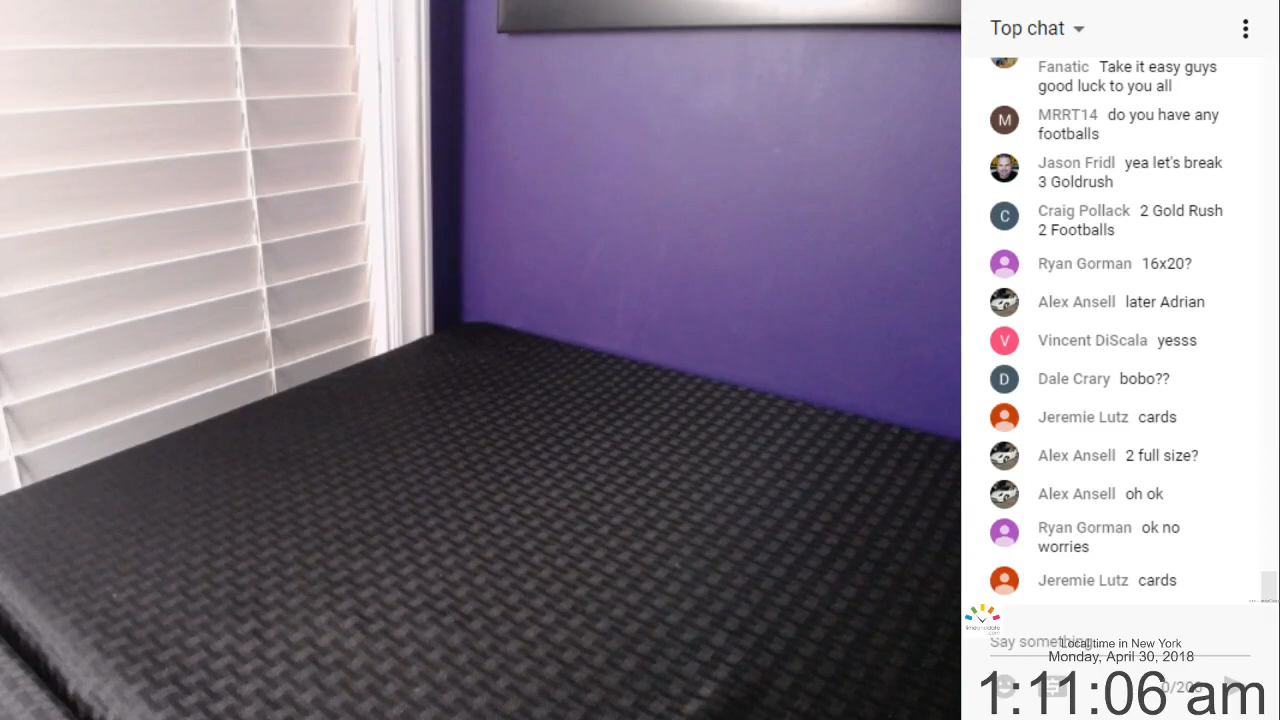 Top chat
Fanatic Take it easy guys
good luck to you all
M
MRRT14 do you have any
footballs
Jason Fridl yea let's break
3 Goldrush
C
Craig Pollack 2 Gold Rush
2 Footballs
Ryan Gorman 16x20?
Alex Ansell later Adrian
V
Vincent DiScala yesss
D
Dale Crary bobo??
Jeremie Lutz cards
Alex Ansell 2 full size?
Alex Ansell oh ok
Ryan Gorman ok no
worries
Jeremie Lutz cards
Say something...
Local time in New York
Monday, April 30, 2018
0/200
1:11:06 am